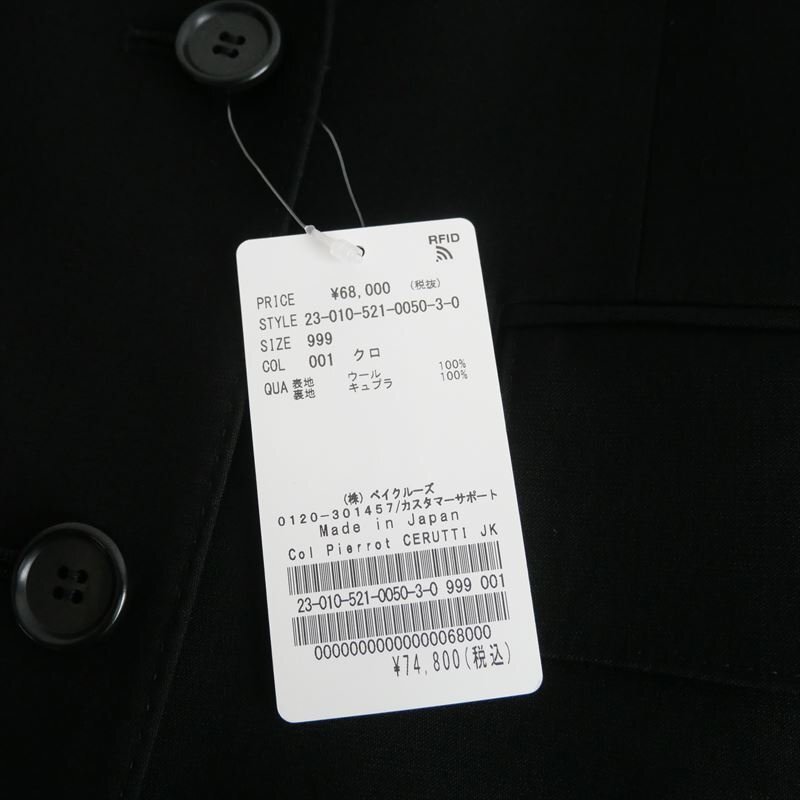 RFID
PRICE ¥68,000 (税抜)
STYLE 23-010-521-0050-3-0
SIZE 999
COL 001 クロ
QUA 表地 ウール 100%
裏地 キュプラ 100%
(株) ベイクルーズ
0120-301457/カスタマーサポート
Made in Japan
Col Pierrot CERUTTI JK
23-010-521-0050-3-0 999 001
00000000000000068000
¥74,800(税込)